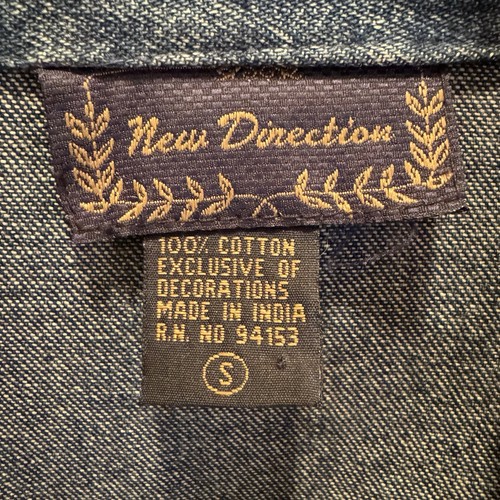 New Direction
100% COTTON
EXCLUSIVE OF
DECORATIONS
MADE IN INDIA
R.N. NO 94153
S